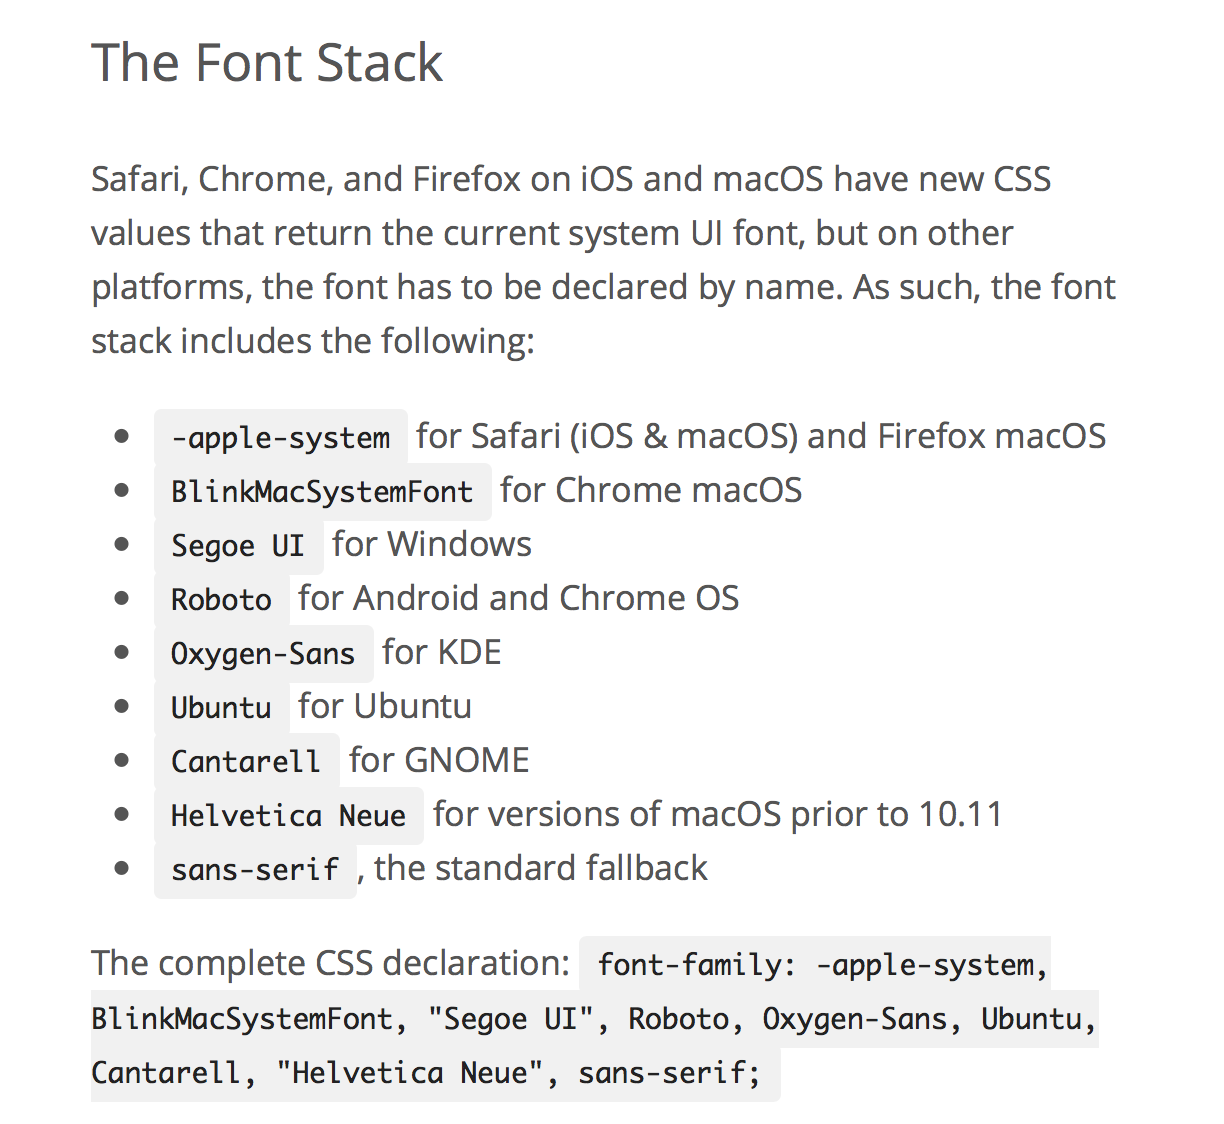 The Font Stack
Safari, Chrome, and Firefox on iOS and macOS have new CSS
values that return the current system UI font, but on other
platforms, the font has to be declared by name. As such, the font
stack includes the following:
• -apple-system for Safari (iOS & macOS) and Firefox macOS
• BlinkMacSystemFont for Chrome macOS
• Segoe UI for Windows
• Roboto for Android and Chrome OS
• Oxygen-Sans for KDE
• Ubuntu for Ubuntu
• Cantarell for GNOME
• Helvetica Neue for versions of macOS prior to 10.11
• sans-serif , the standard fallback
The complete CSS declaration: font-family: -apple-system,
BlinkMacSystemFont, "Segoe UI", Roboto, Oxygen-Sans, Ubuntu,
Cantarell, "Helvetica Neue", sans-serif;